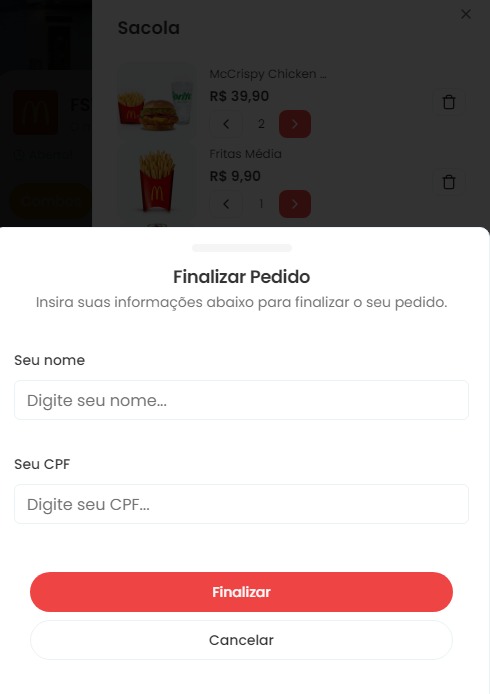 Sacola
McCrispy Chicken ...
R$ 39,90
2
Fritas Média
R$ 9,90
1
Finalizar Pedido
Insira suas informações abaixo para finalizar o seu pedido.
Seu nome
Digite seu nome...
Seu CPF
Digite seu CPF...
Finalizar
Cancelar